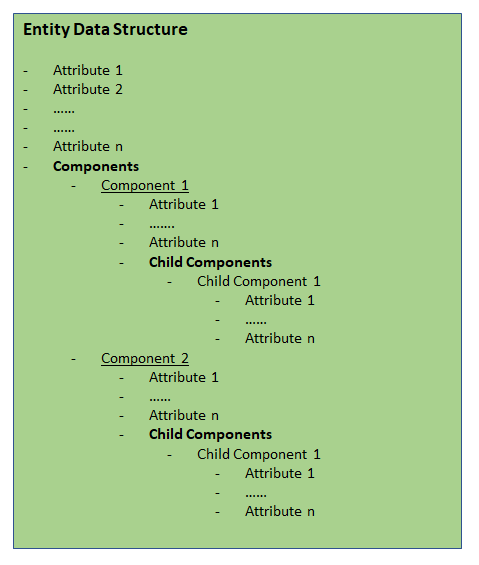 Entity Data Structure
- Attribute 1
- Attribute 2
- ......
- ......
- Attribute n
- Components
- Component 1
- Attribute 1
- .......
- Attribute n
- Child Components
- Child Component 1
- Attribute 1
- ......
- Attribute n
- Component 2
- Attribute 1
- ......
- Attribute n
- Child Components
- Child Component 1
- Attribute 1
- ......
- Attribute n